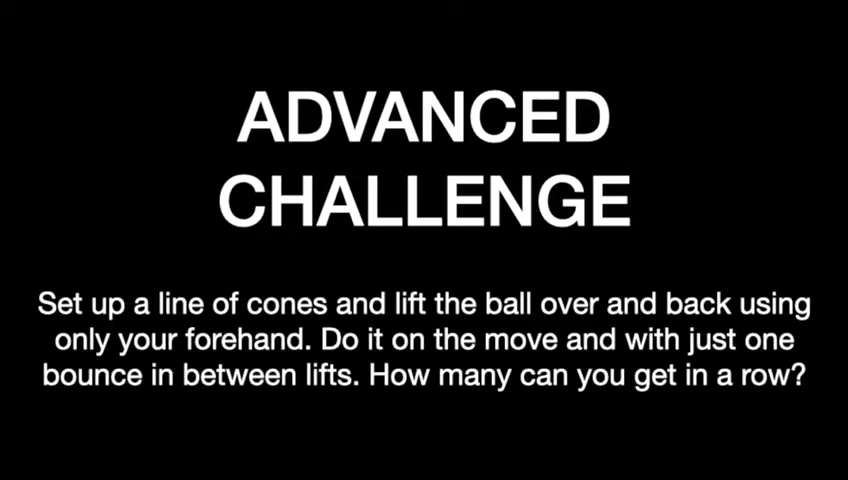 ADVANCED
CHALLENGE
Set up a line of cones and lift the ball over and back using
only your forehand. Do it on the move and with just one
bounce in between lifts. How many can you get in a row?